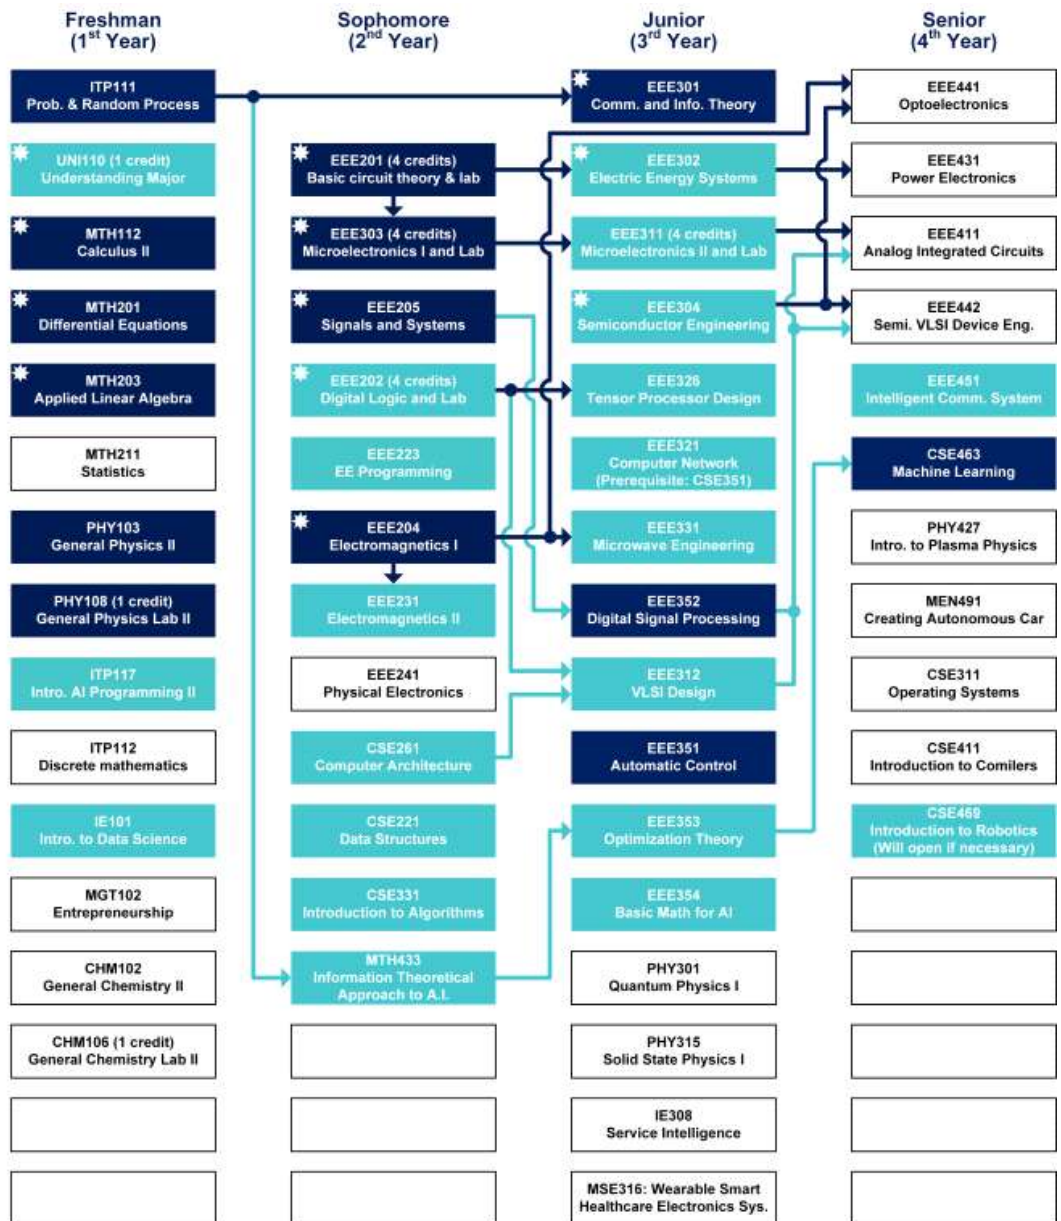 Freshman
(1st Year)
ITP111
Prob. & Random Process
UNI110 (1 credit)
Understanding Major
MTH112
Calculus II
MTH201
Differential Equations
MTH203
Applied Linear Algebra
MTH211
Statistics
PHY103
General Physics II
PHY108 (1 credit)
General Physics Lab II
ITP117
Intro. AI Programming II
ITP112
Discrete mathematics
IE101
Intro. to Data Science
MGT102
Entrepreneurship
CHM102
General Chemistry II
CHM106 (1 credit)
General Chemistry Lab II
Sophomore
(2nd Year)
EEE201 (4 credits)
Basic circuit theory & lab
EEE303 (4 credits)
Microelectronics I and Lab
EEE205
Signals and Systems
EEE202 (4 credits)
Digital Logic and Lab
EEE223
EE Programming
EEE204
Electromagnetics I
EEE231
Electromagnetics II
EEE241
Physical Electronics
CSE261
Computer Architecture
CSE221
Data Structures
CSE331
Introduction to Algorithms
MTH433
Information Theoretical
Approach to A.I.
Junior
(3rd Year)
EEE301
Comm. and Info. Theory
EEE302
Electric Energy Systems
EEE311 (4 credits)
Microelectronics II and Lab
EEE304
Semiconductor Engineering
EEE326
Tensor Processor Design
EEE321
Computer Network
(Prerequisite: CSE351)
EEE331
Microwave Engineering
EEE352
Digital Signal Processing
EEE312
VLSI Design
EEE351
Automatic Control
EEE353
Optimization Theory
EEE354
Basic Math for AI
PHY301
Quantum Physics I
PHY315
Solid State Physics I
IE308
Service Intelligence
MSE316: Wearable Smart
Healthcare Electronics Sys.
Senior
(4th Year)
EEE441
Optoelectronics
EEE431
Power Electronics
EEE411
Analog Integrated Circuits
EEE442
Semi. VLSI Device Eng.
EEE451
Intelligent Comm. System
CSE463
Machine Learning
PHY427
Intro. to Plasma Physics
MEN491
Creating Autonomous Car
CSE311
Operating Systems
CSE411
Introduction to Comilers
CSE469
Introduction to Robotics
(Will open if necessary)